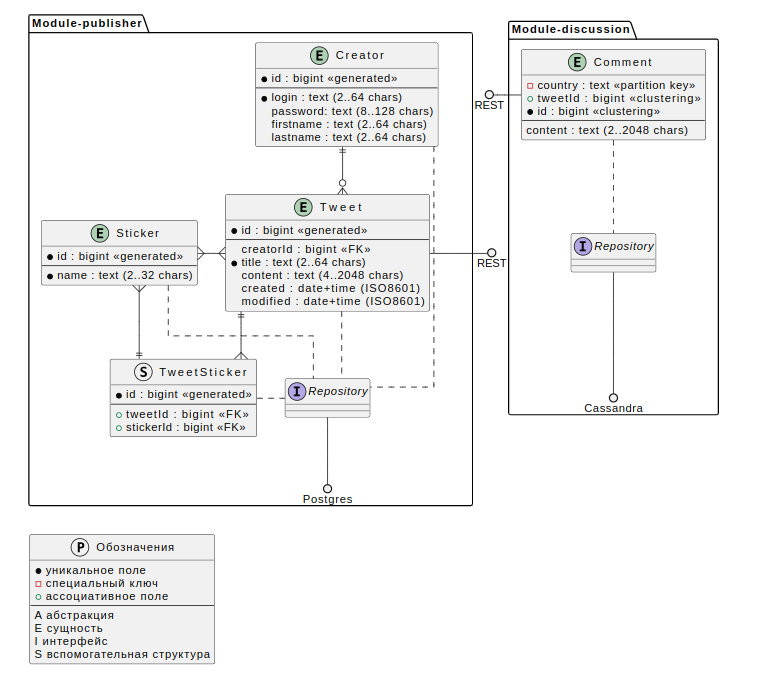 Module-publisher
E Creator
id : bigint «generated»
login : text (2..64 chars)
password: text (8..128 chars)
firstname : text (2..64 chars)
lastname : text (2..64 chars)
E Tweet
id : bigint «generated»
creatorId : bigint «FK»
title : text (2..64 chars)
content : text (4..2048 chars)
created : date+time (ISO8601)
modified : date+time (ISO8601)
E Sticker
id : bigint «generated»
name : text (2..32 chars)
S TweetSticker
id : bigint «generated»
tweetId : bigint «FK»
stickerId : bigint «FK»
I Repository
Postgres
REST
REST
Module-discussion
E Comment
country : text «partition key»
tweetId : bigint «clustering»
id : bigint «clustering»
content : text (2..2048 chars)
I Repository
Cassandra
P Обозначения
уникальное поле
специальный ключ
ассоциативное поле
A абстракция
E сущность
I интерфейс
S вспомогательная структура